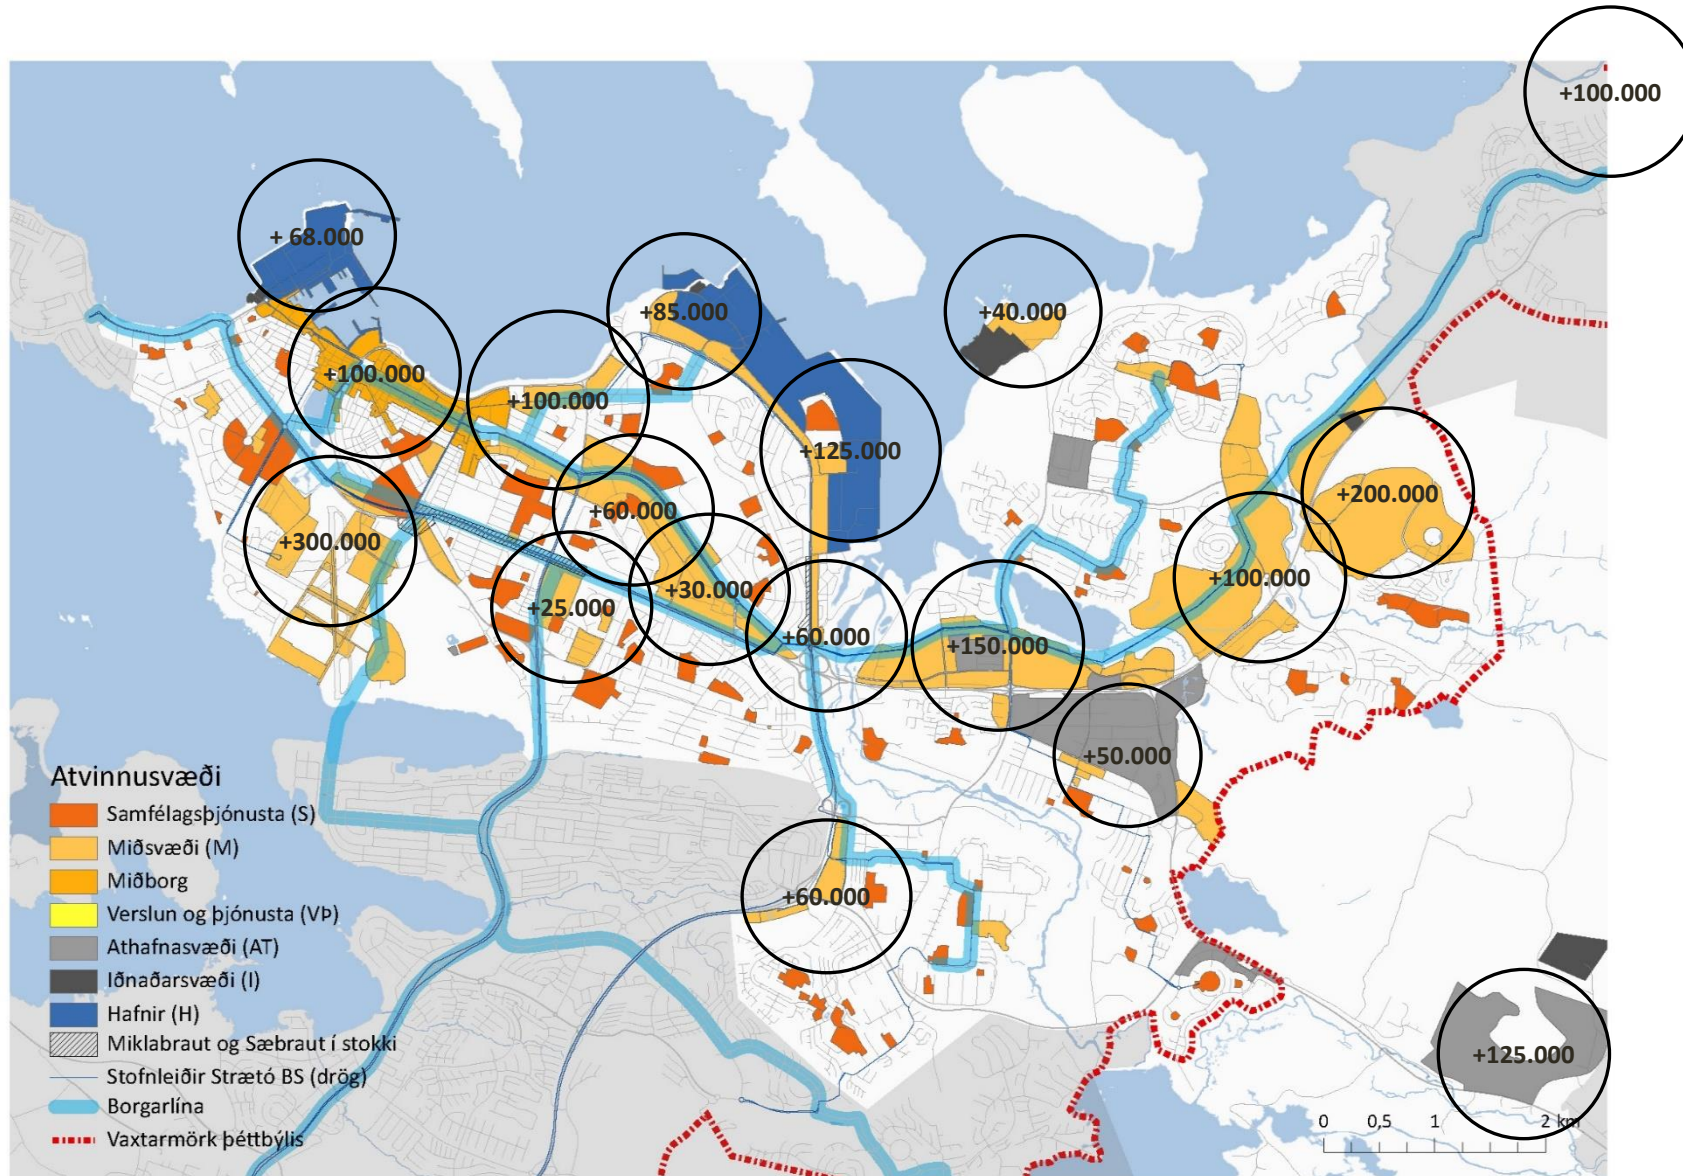 +100.000
+ 68.000
+85.000
+40.000
+100.000
+100.000
+125.000
+200.000
+60.000
+300.000
+100.000
+30.000
+25.000
+60.000
+150.000
+50.000
+60.000
+125.000
Atvinnusvæði
Samfélagsþjónusta (S)
Miðsvæði (M)
Miðborg
Verslun og þjónusta (VÞ)
Athafnasvæði (AT)
Iðnaðarsvæði (I)
Hafnir (H)
Miklabraut og Sæbraut í stokki
Stofnleiðir Strætó BS (drög)
Borgarlína
Vaxtarmörk þéttbýlis
0 0,5 1 2 km